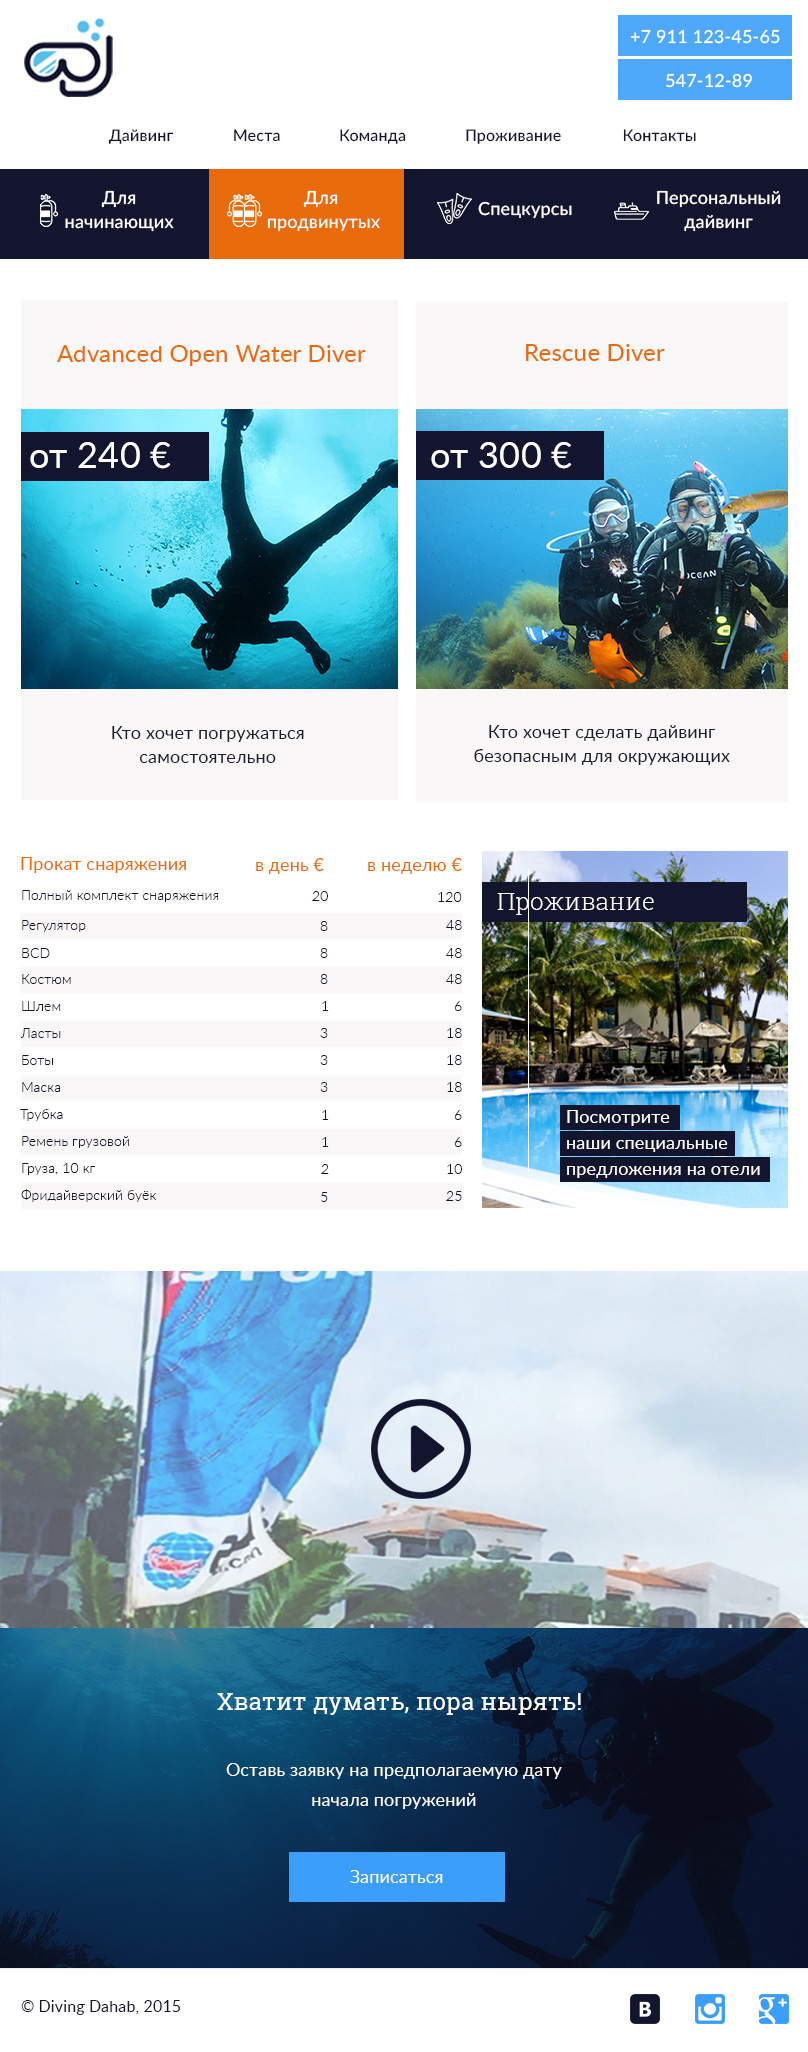 +7 911 123-45-65
547-12-89
Дайвинг Места Команда Проживание Контакты
Для
начинающих
Для
продвинутых
Спецкурсы
Персональный
дайвинг
Advanced Open Water Diver
от 240 €
Кто хочет погружаться
самостоятельно
Rescue Diver
от 300 €
OCEAN
Кто хочет сделать дайвинг
безопасным для окружающих
Прокат снаряжения в день € в неделю €
Полный комплект снаряжения 20 120
Регулятор 8 48
BCD 8 48
Костюм 8 48
Шлем 1 6
Ласты 3 18
Боты 3 18
Маска 3 18
Трубка 1 6
Ремень грузовой 1 6
Груза, 10 кг 2 10
Фридайверский буёк 5 25
Проживание
Посмотрите
наши специальные
предложения на отели
Хватит думать, пора нырять!
Оставь заявку на предполагаемую дату
начала погружений
Записаться
© Diving Dahab, 2015
B
g+